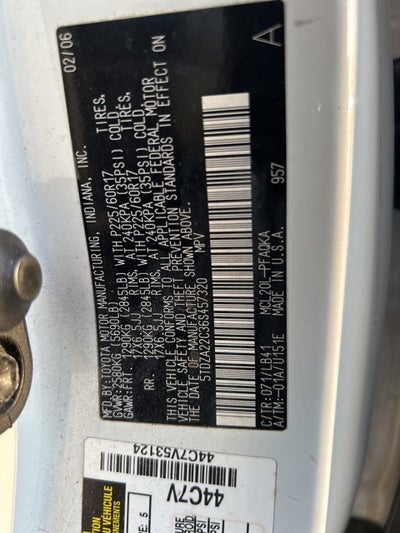 MFD.BY:TOYOTA MOTOR MANUFACTURING, INDIANA, INC. 02/06
GVWR:2580KG (5690LB)
GAWR:FRT. 1290KG (2845LB) WITH P225/60R17 TIRES,
17X6.5JJ RIMS, AT 240KPA (35PSI) COLD
RR. 1290KG (2845LB) WITH P225/60R17 TIRES,
17X6.5JJ RIMS, AT 240KPA (35PSI) COLD
THIS VEHICLE CONFORMS TO ALL APPLICABLE FEDERAL MOTOR
VEHICLE SAFETY AND THEFT PREVENTION STANDARDS IN EFFECT ON
THE DATE OF MANUFACTURE SHOWN ABOVE.
5TDZA22C36S457320 MPV
C/TR:071/LB41 MCL20L-PFAQKA A
A/TM:-01A/U151E MADE IN U.S.A. 957
44C7V53124
44C7V
DU VÉHICULE
5
PSI